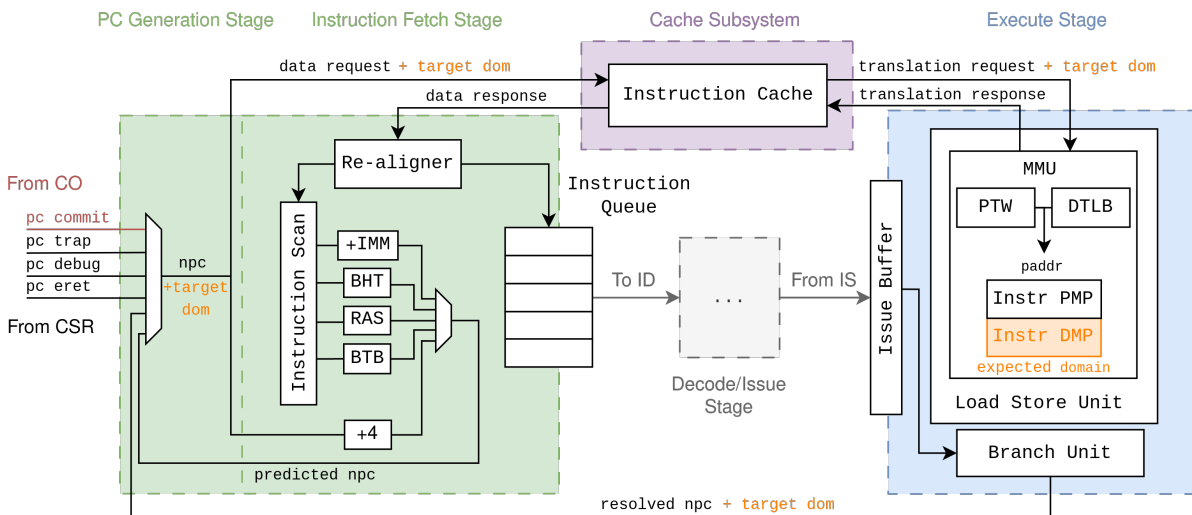 PC Generation Stage
Instruction Fetch Stage
Cache Subsystem
Execute Stage
data request + target dom
translation request + target dom
Instruction Cache
data response
translation response
Re-aligner
MMU
From CO
Instruction
Queue
PTW
DTLB
pc commit
pc trap
pc debug
pc eret
From CSR
npc
+target
dom
Instruction Scan
+IMM
BHT
RAS
BTB
+4
predicted npc
To ID
...
From IS
Decode/Issue
Stage
Issue Buffer
paddr
Instr PMP
Instr DMP
expected domain
Load Store Unit
Branch Unit
resolved npc + target dom